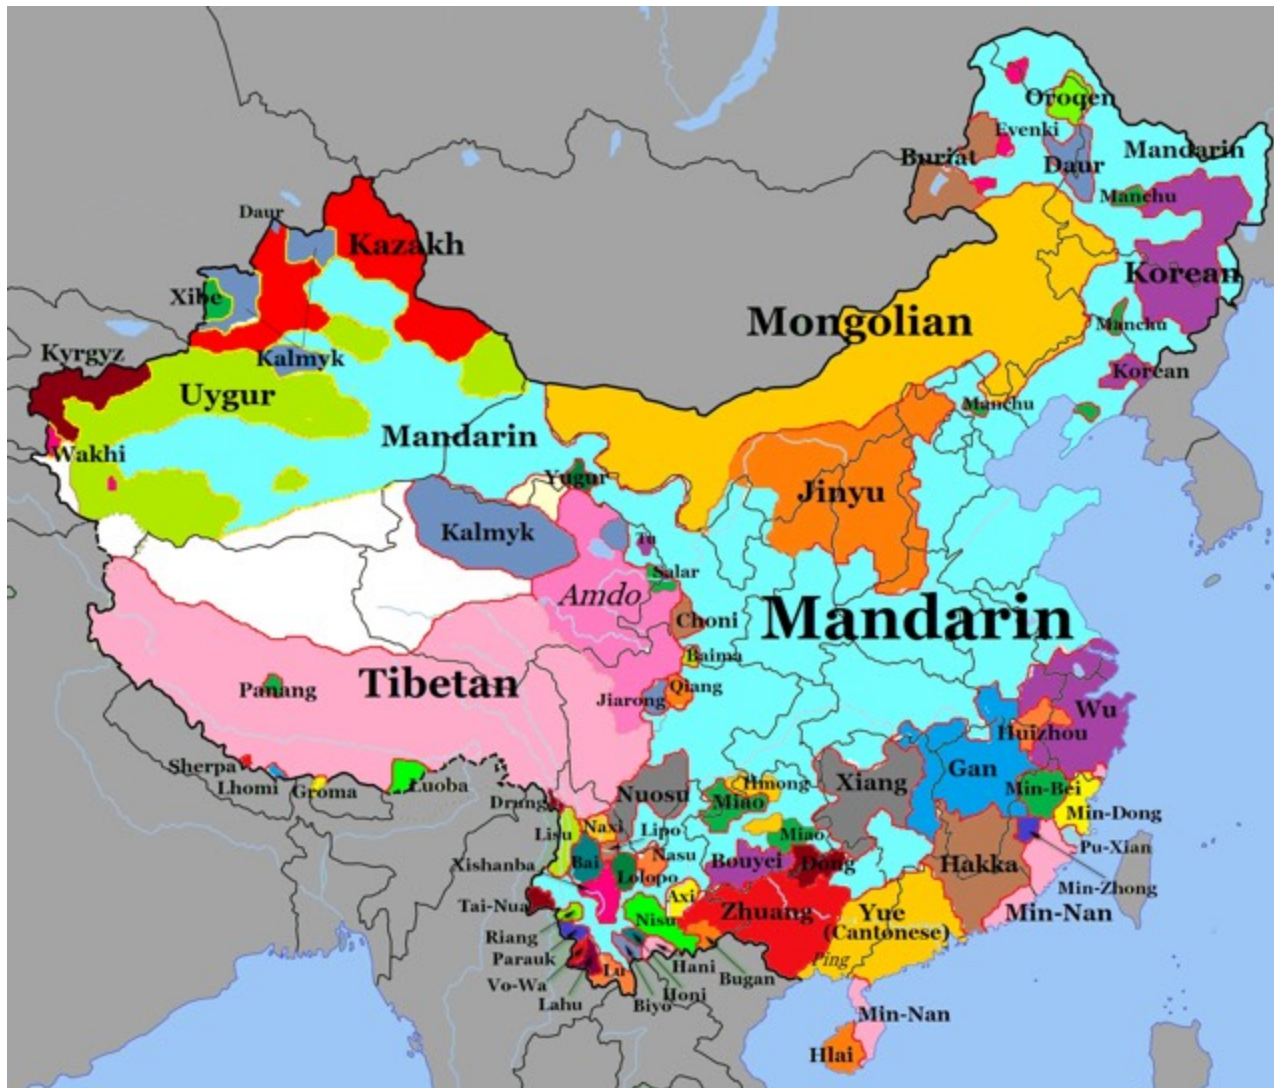 Oroqen
Evenki
Mandarin
Buriat
Daur
Manchu
Daur
Kazakh
Korean
Xibe
Mongolian
Manchu
Kyrgyz
Kalmyk
Korean
Uygur
Manchu
Mandarin
Wakhi
Yugur
Jinyu
Kalmyk
Tu
Salar
Amdo
Choni
Mandarin
Baima
Panang
Tibetan
Jiarong
Qiang
Wu
Huizhou
Sherpa
Lhomi
Groma
Luoba
Nuosu
Hmong
Miao
Xiang
Gan
Min-Bei
Drung
Min-Dong
Lisu
Naxi
Lipo
Miao
Pu-Xian
Xishanba
Bai
Nasu
Lolopo
Bouyei
Dong
Hakka
Min-Zhong
Axi
Tai-Nua
Nisu
Zhuang
Yue
(Cantonese)
Min-Nan
Riang
Parauk
Ping
Vo-Wa
Lu
Hani
Bugan
Lahu
Biyo
Honi
Min-Nan
Hlai